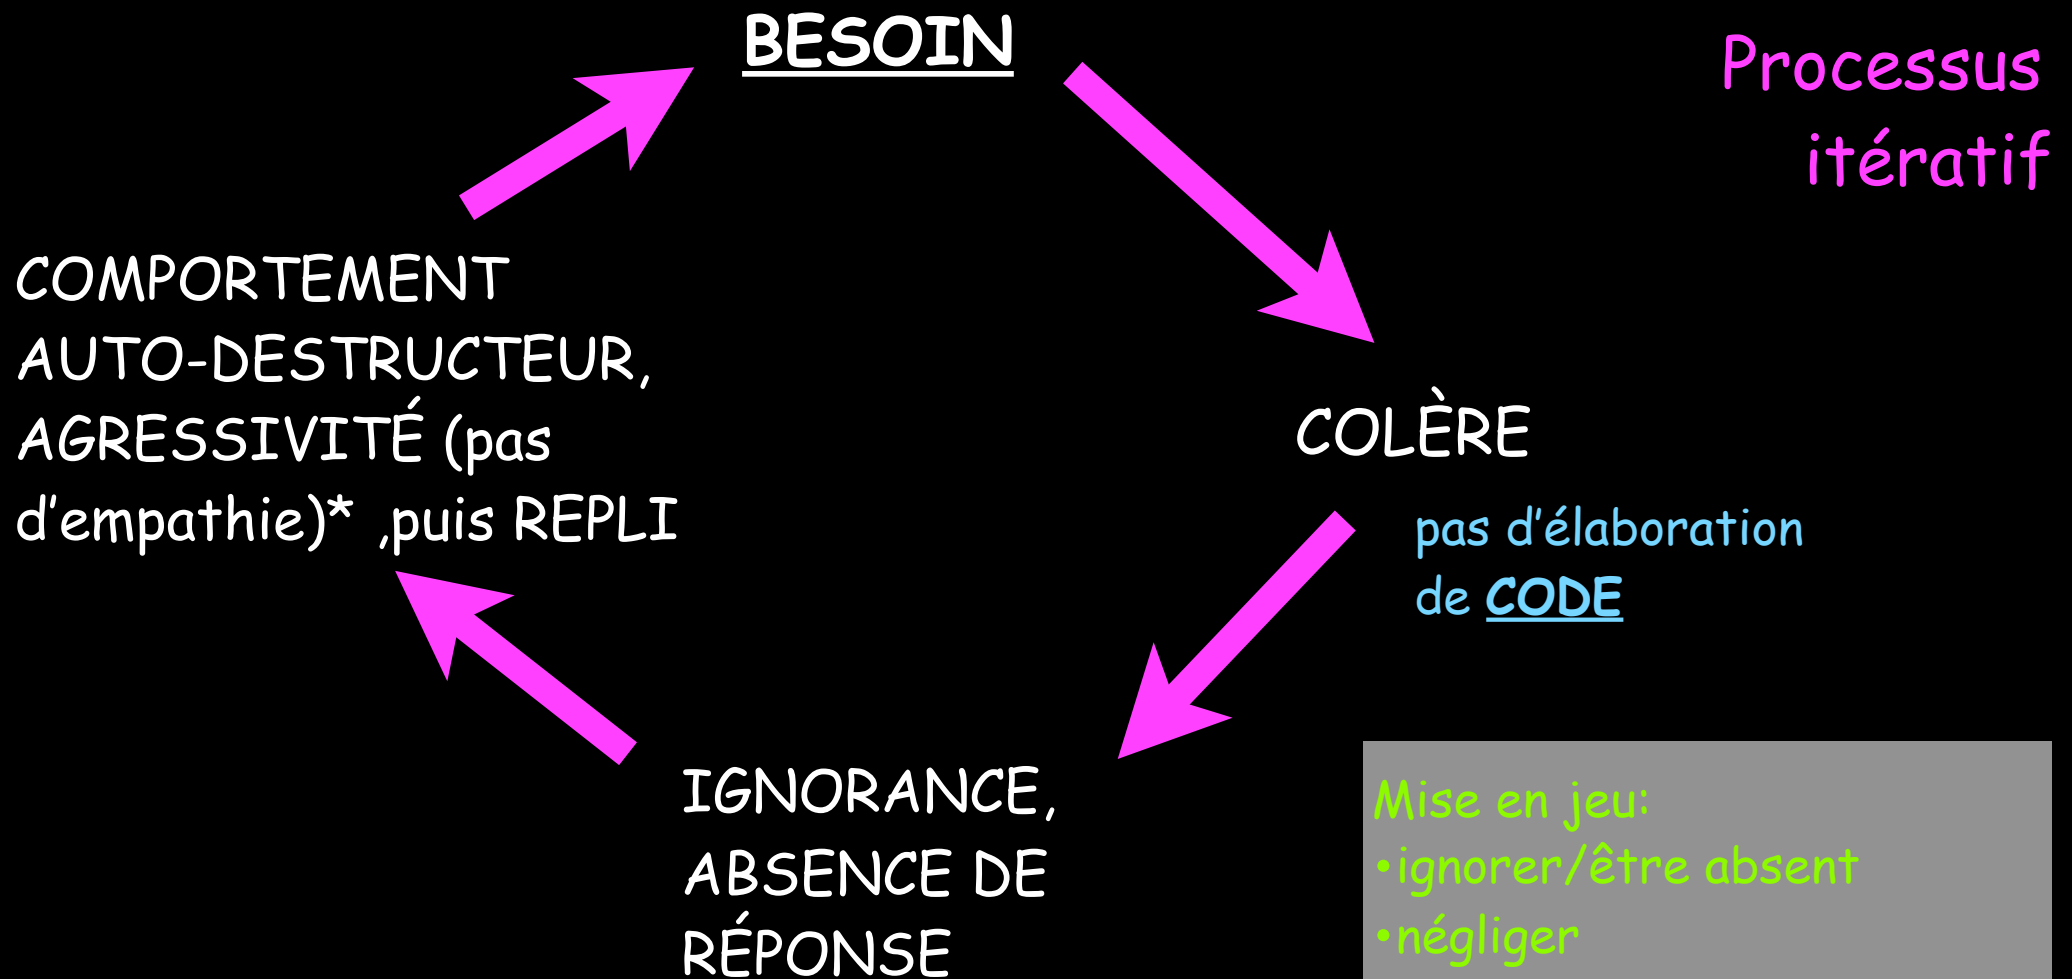 BESOIN
Processus
itératif
COMPORTEMENT
AUTO-DESTRUCTEUR,
AGRESSIVITÉ (pas
d'empathie)* ,puis REPLI
COLÈRE
pas d'élaboration
de CODE
IGNORANCE,
ABSENCE DE
RÉPONSE
Mise en jeu:
•ignorer/être absent
•négliger